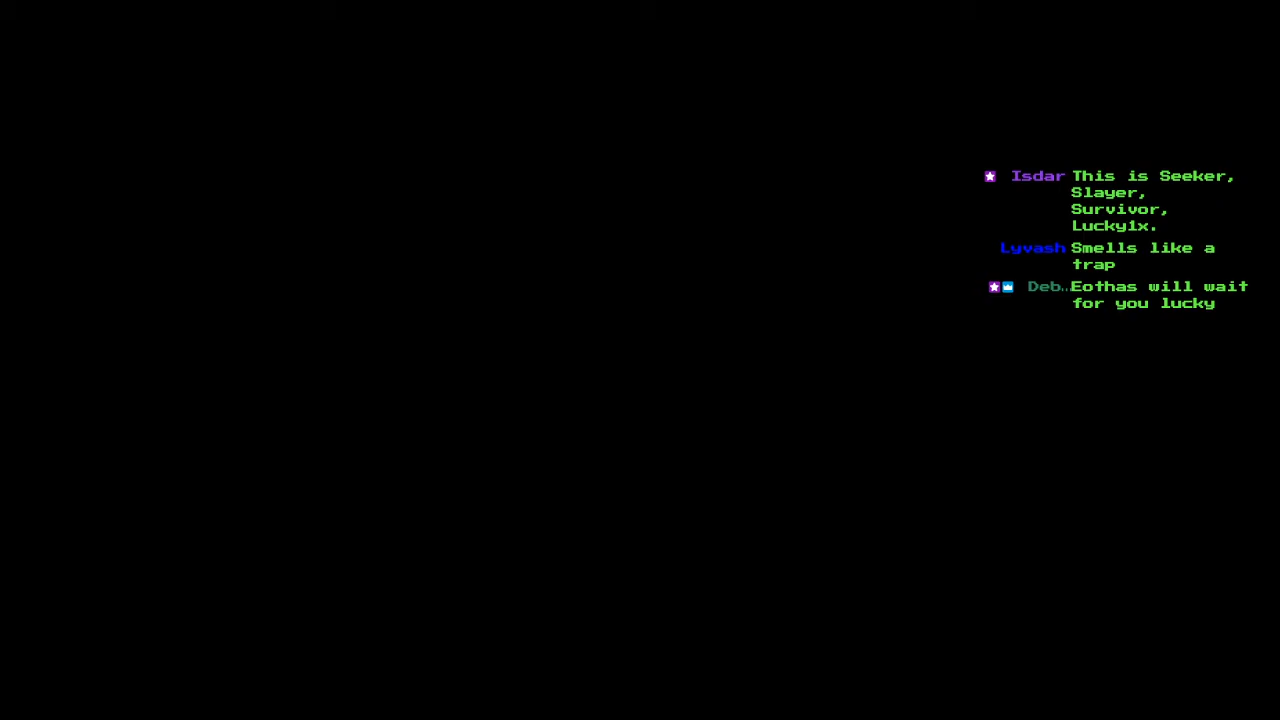 Isdar This is Seeker,
Slayer,
Survivor,
Lucky1x.
Lyvash Smells like a
trap
Deb… Eothas will wait
for you lucky